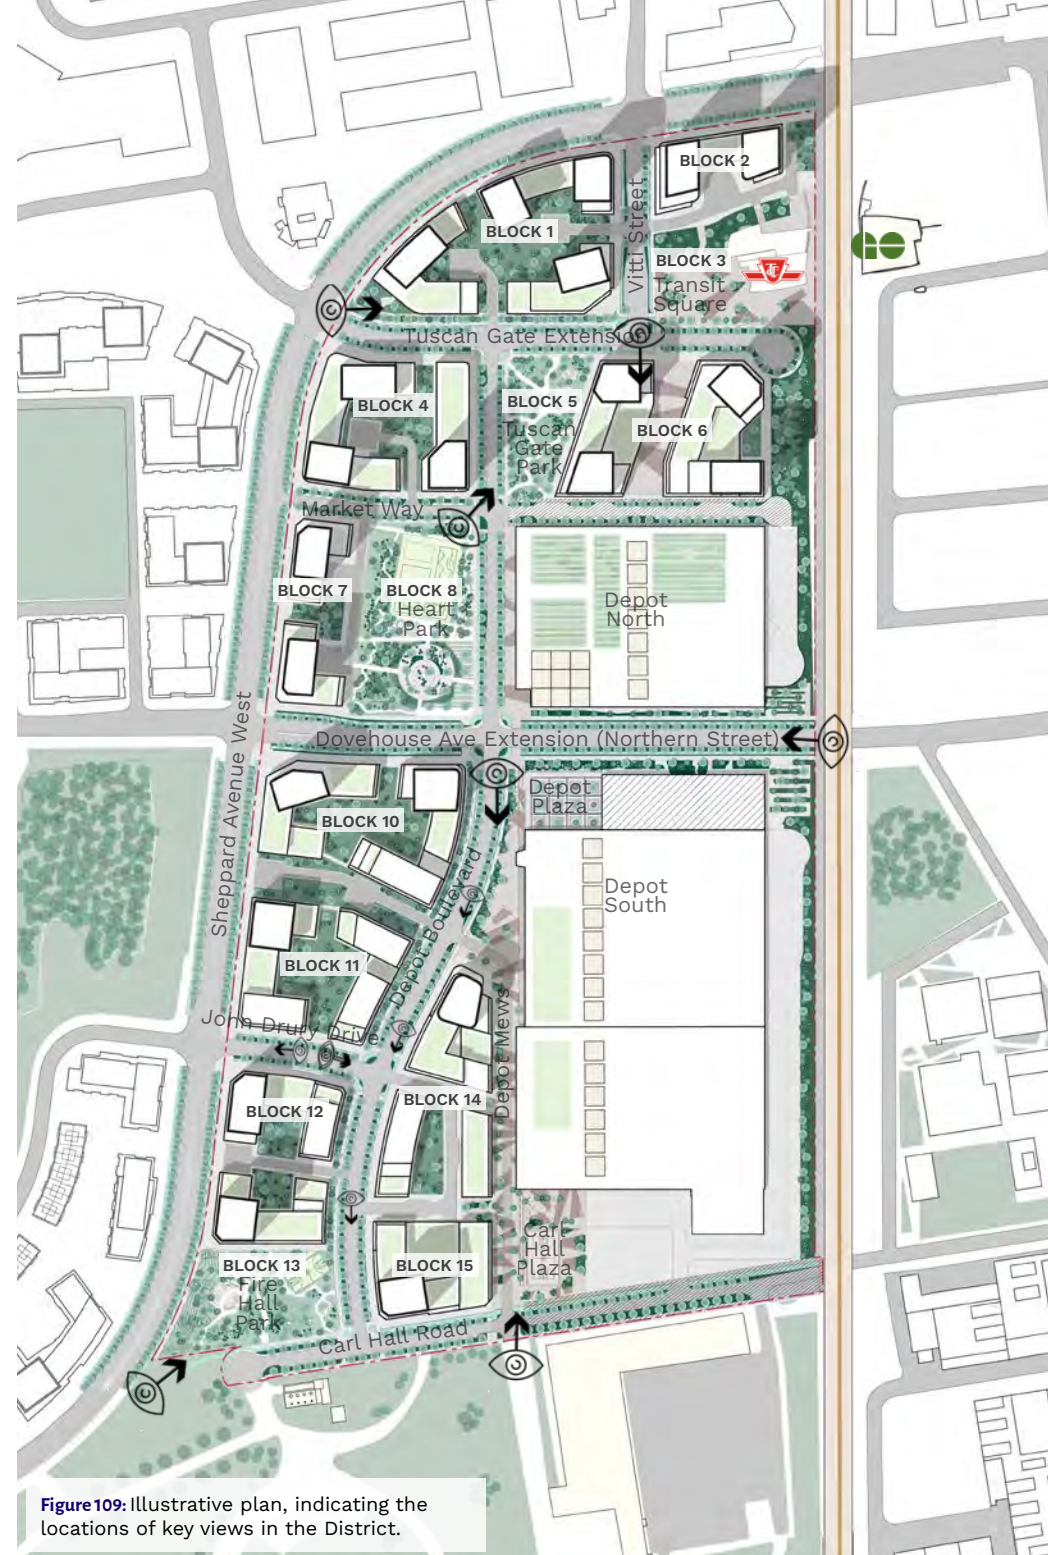 BLOCK 2
BLOCK 1
Vitti Street
BLOCK 3
Transit
Square
GO
Tuscan Gate Extension
BLOCK 4
BLOCK 5
Tuscan
Gate
Park
BLOCK 6
Market Way
BLOCK 7
BLOCK 8
Heart
Park
Depot
North
Sheppard Avenue West
Dovehouse Ave Extension (Northern Street)
Depot
Plaza
BLOCK 10
Depot Boulevard
Depot
South
BLOCK 11
John Drury Drive
Depot Mews
BLOCK 14
BLOCK 12
Carl
Hall
Plaza
BLOCK 13
Fire
Hall
Park
BLOCK 15
Carl Hall Road
Figure 109: Illustrative plan, indicating the
locations of key views in the District.